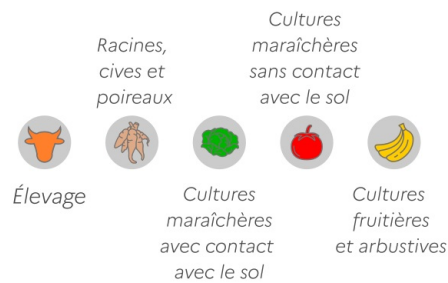 Racines,
cives et
poireaux
Cultures
maraîchères
sans contact
avec le sol
Élevage
Cultures
maraîchères
avec contact
avec le sol
Cultures
fruitières
et arbustives